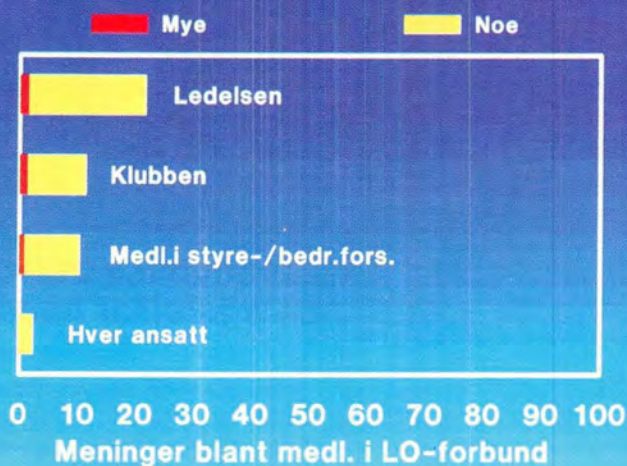 Mye Noe
Ledelsen
Klubben
Medl.i styre-/bedr.fors.
Hver ansatt
0 10 20 30 40 50 60 70 80 90 100
Meninger blant medl. i LO-forbund